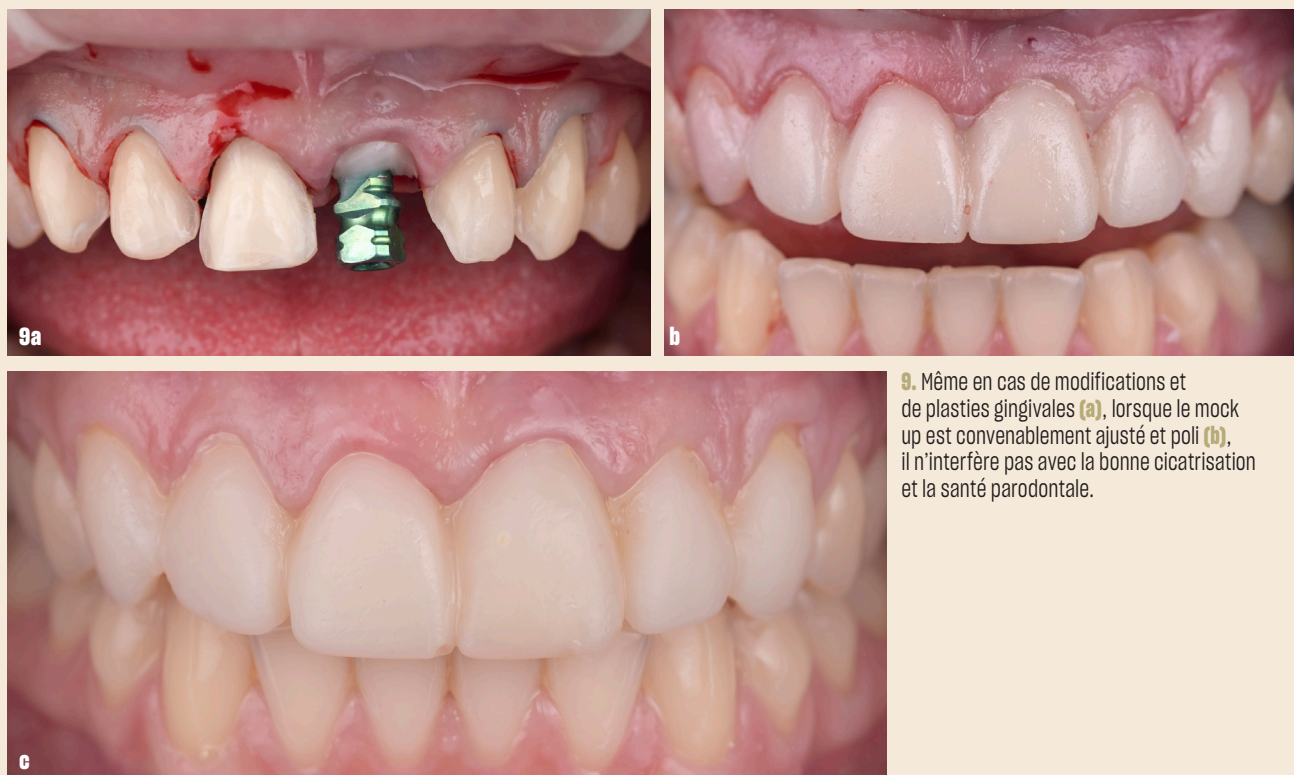 9a
b
9. Même en cas de modifications et
de plasties gingivales (a), lorsque le mock
up est convenablement ajusté et poli (b),
il n'interfère pas avec la bonne cicatrisation
et la santé parodontale.
c